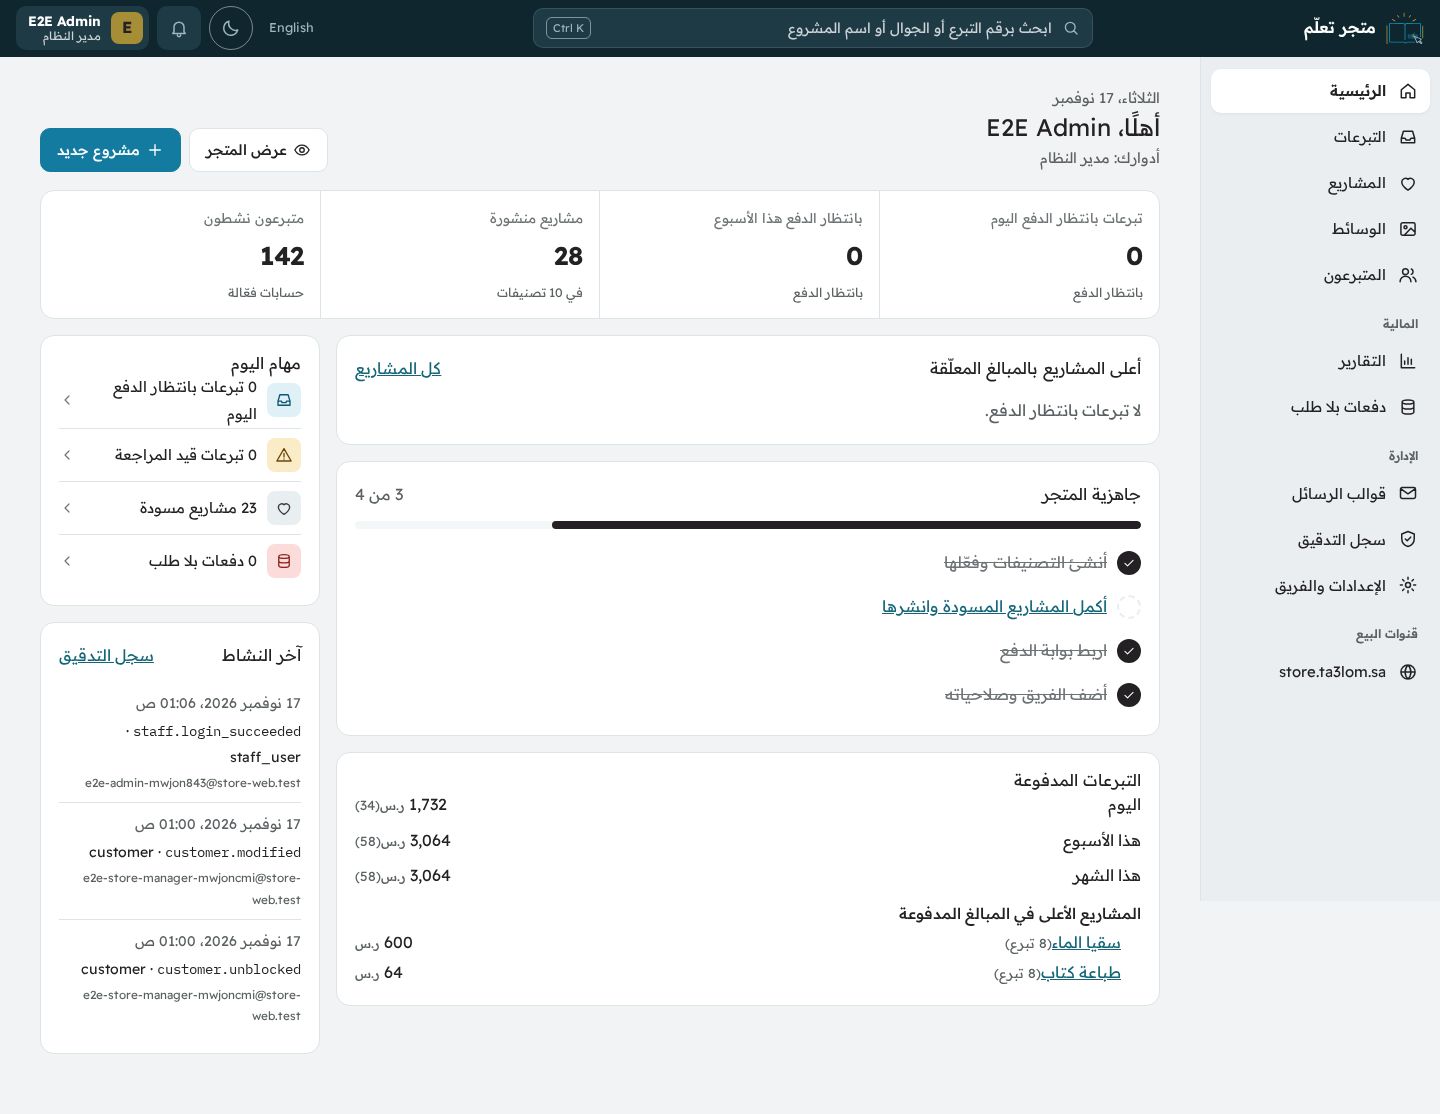 متجر تعلّم
ابحث برقم التبرع أو الجوال أو اسم المشروع
Ctrl K
English
E
E2E Admin
مدير النظام
الرئيسية
التبرعات
المشاريع
الوسائط
المتبرعون
المالية
التقارير
دفعات بلا طلب
الإدارة
قوالب الرسائل
سجل التدقيق
الإعدادات والفريق
قنوات البيع
store.ta3lom.sa
الثلاثاء، 17 نوفمبر
أهلًا، E2E Admin
أدوارك: مدير النظام
عرض المتجر
مشروع جديد
تبرعات بانتظار الدفع اليوم
0
بانتظار الدفع
بانتظار الدفع هذا الأسبوع
0
بانتظار الدفع
مشاريع منشورة
28
في 10 تصنيفات
متبرعون نشطون
142
حسابات فعّالة
أعلى المشاريع بالمبالغ المعلّقة
كل المشاريع
لا تبرعات بانتظار الدفع.
جاهزية المتجر
3 من 4
أنشئ التصنيفات وفعّلها
أكمل المشاريع المسودة وانشرها
اربط بوابة الدفع
أضف الفريق وصلاحياته
التبرعات المدفوعة
اليوم
1,732 ر.س(34)
هذا الأسبوع
3,064 ر.س(58)
هذا الشهر
3,064 ر.س(58)
المشاريع الأعلى في المبالغ المدفوعة
سقيا الماء(8 تبرع)
600 ر.س
طباعة كتاب(8 تبرع)
64 ر.س
مهام اليوم
0 تبرعات بانتظار الدفع
اليوم
0 تبرعات قيد المراجعة
23 مشاريع مسودة
0 دفعات بلا طلب
آخر النشاط
سجل التدقيق
17 نوفمبر 2026، 01:06 ص
staff.login_succeeded ·
staff_user
e2e-admin-mwjon843@store-web.test
17 نوفمبر 2026، 01:00 ص
customer.modified · customer
e2e-store-manager-mwjoncmi@store-
web.test
17 نوفمبر 2026، 01:00 ص
customer.unblocked · customer
e2e-store-manager-mwjoncmi@store-
web.test